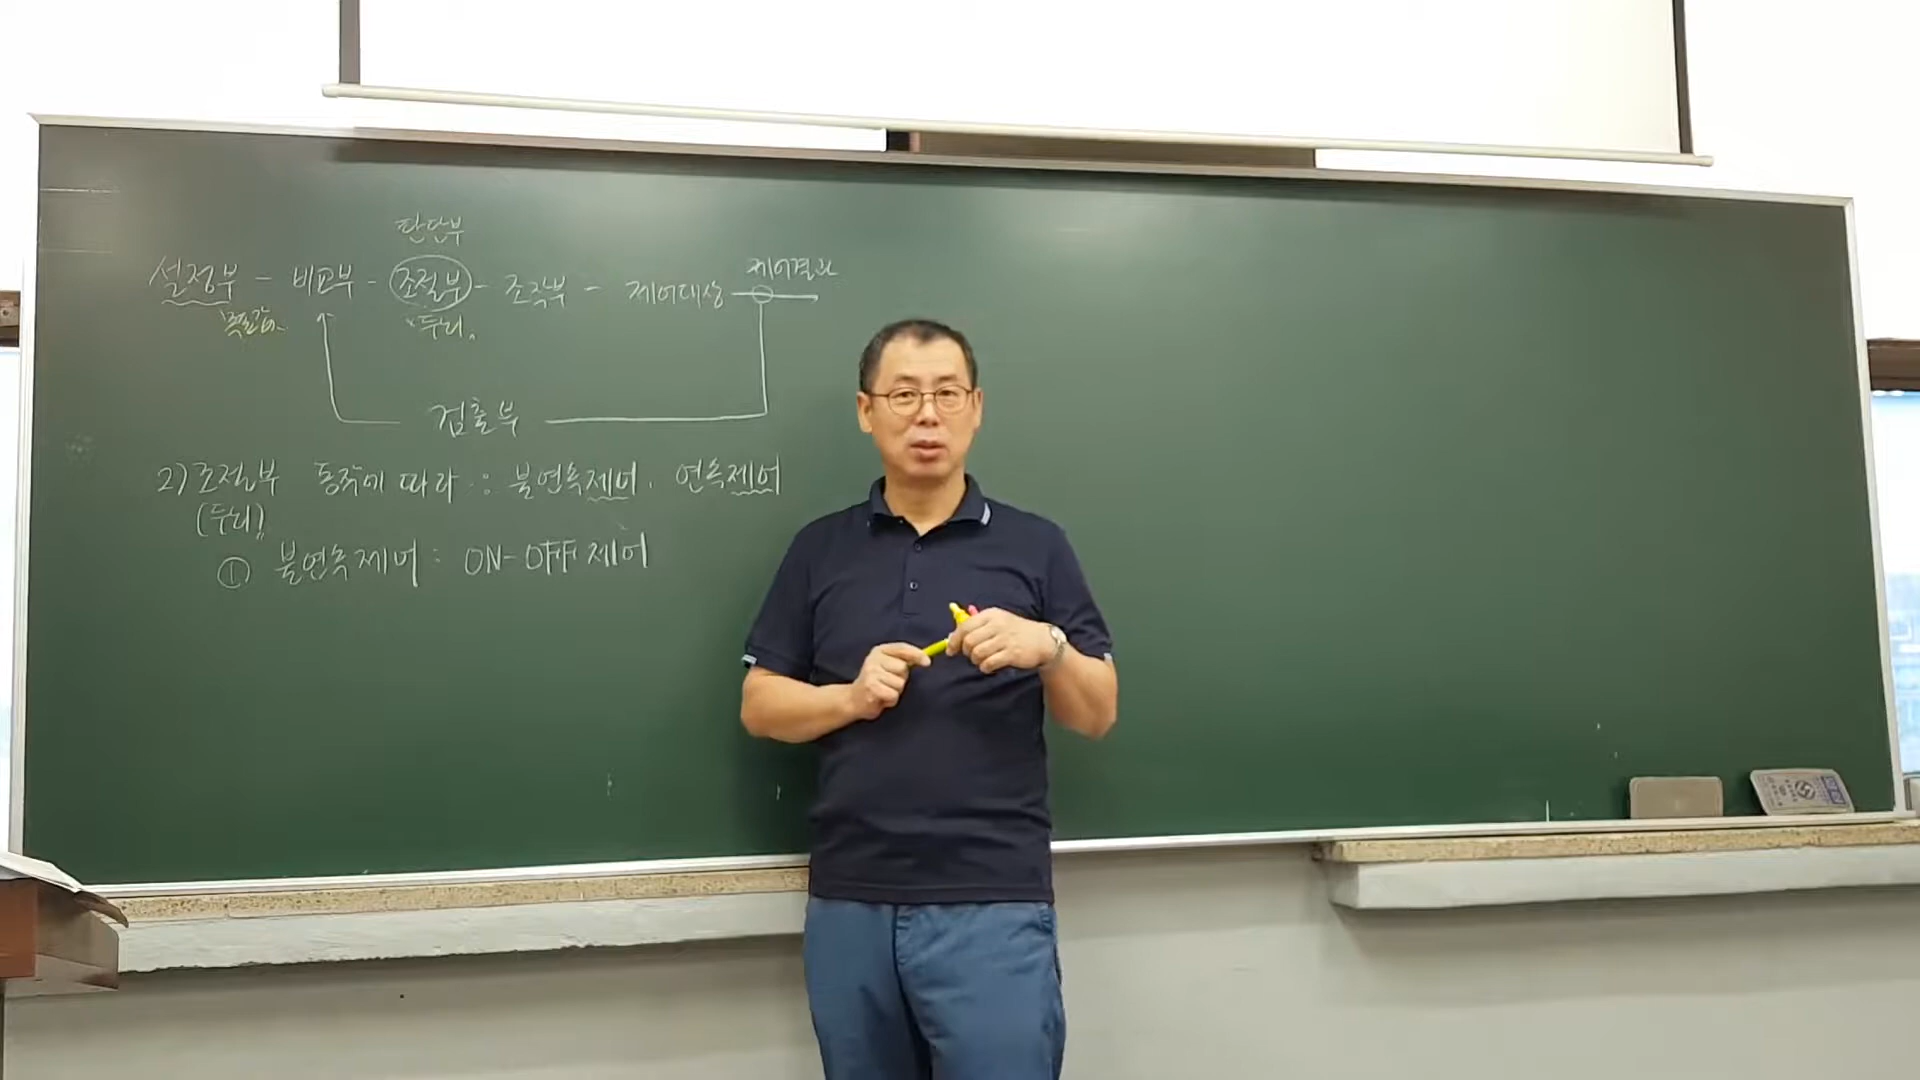 판단부
설정부 - 비교부 - 조절부 - 조작부 - 제어대상 제어결과
"목표값" "두뇌"
검출부
2) 조절부 동작에 따라 : 불연속제어, 연속제어
(두뇌)
① 불연속제어 : ON-OFF 제어